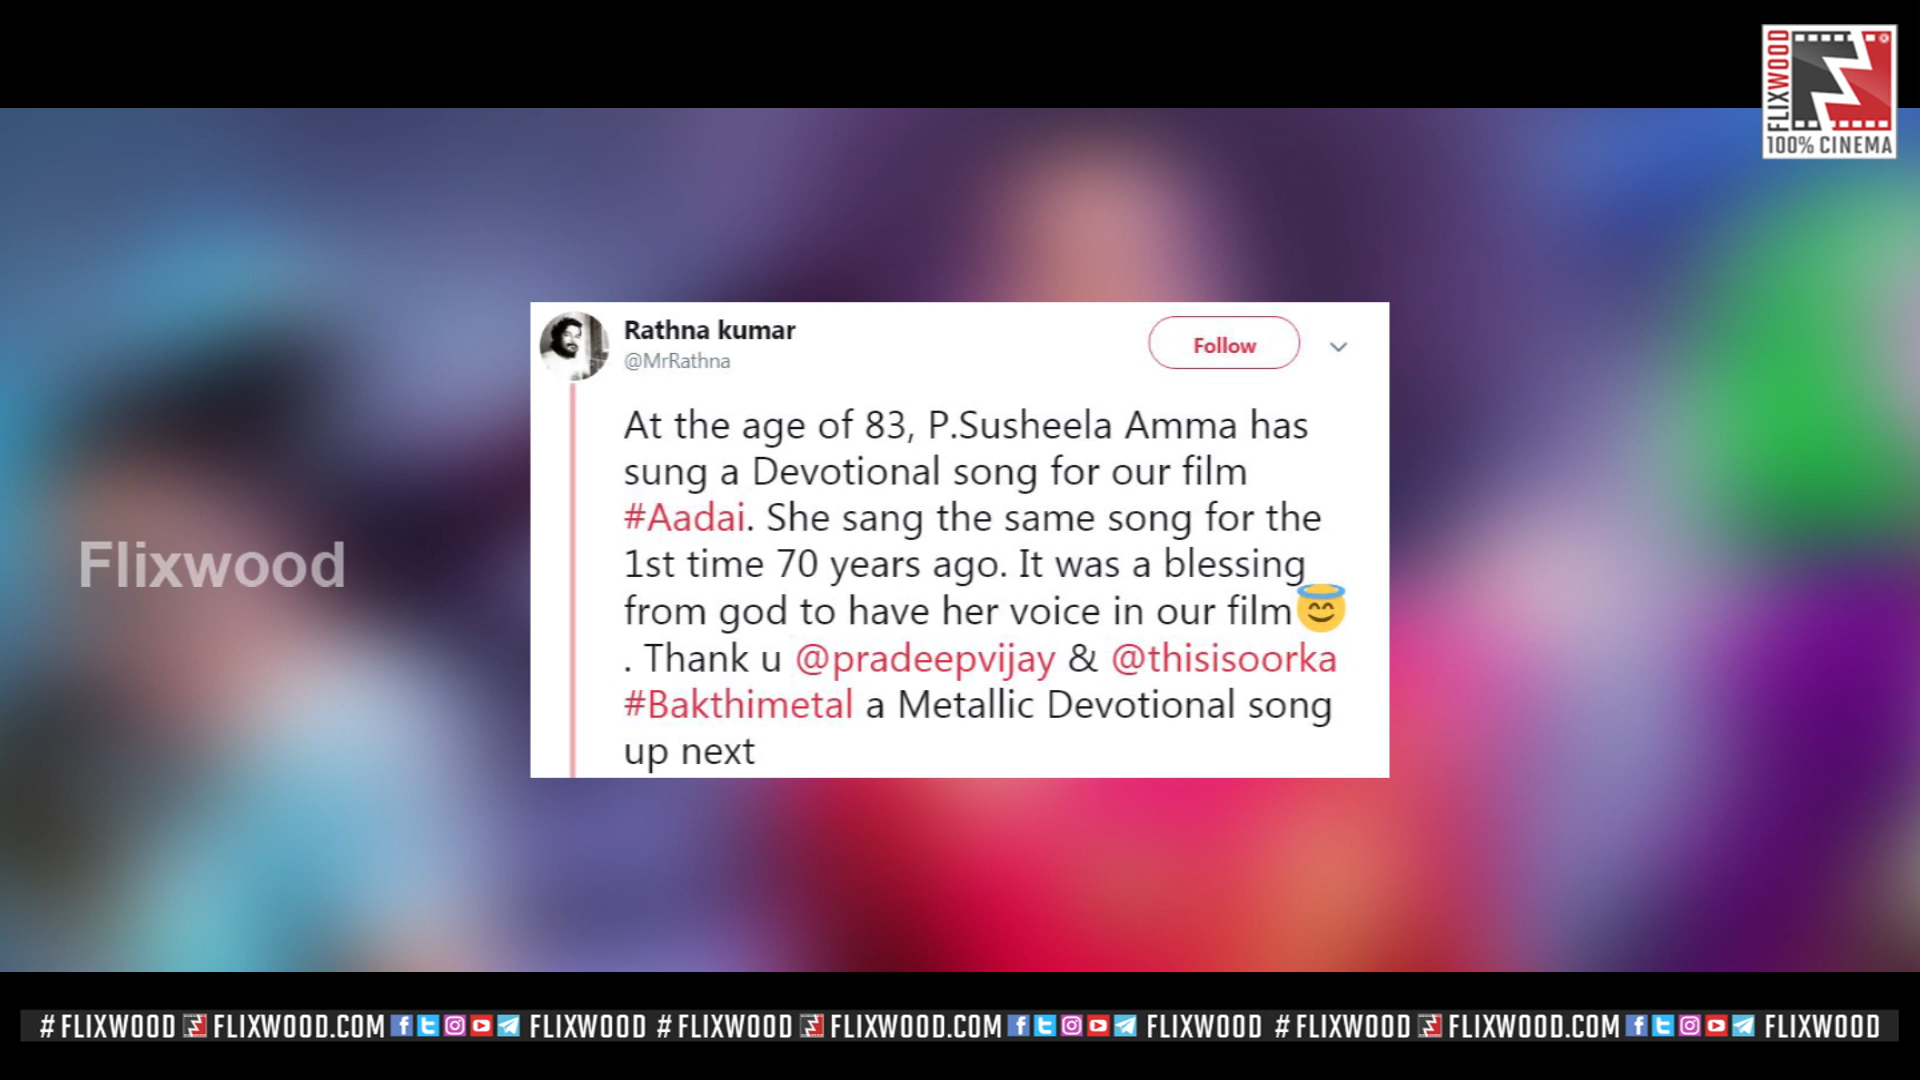 FLIXWOOD
100% CINEMA
Rathna kumar
@MrRathna
Follow
At the age of 83, P.Susheela Amma has
sung a Devotional song for our film
#Aadai. She sang the same song for the
1st time 70 years ago. It was a blessing
from god to have her voice in our film😇
. Thank u @pradeepvijay & @thisisoorka
#Bakthimetal a Metallic Devotional song
up next
Flixwood
# FLIXWOOD FLIXWOOD.COM FLIXWOOD # FLIXWOOD FLIXWOOD.COM FLIXWOOD # FLIXWOOD FLIXWOOD.COM FLIXWOOD